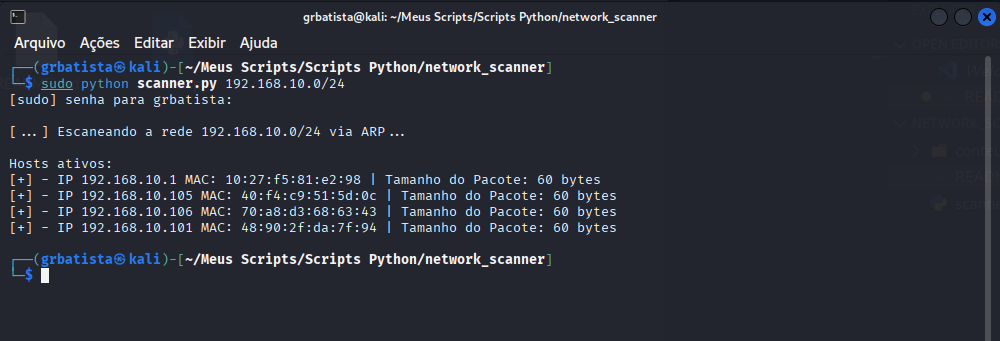 grbatista@kali: ~/Meus Scripts/Scripts Python/network_scanner
Arquivo Ações Editar Exibir Ajuda
┌──(grbatista㉿kali)-[~/Meus Scripts/Scripts Python/network_scanner]
└─$ sudo python scanner.py 192.168.10.0/24
[sudo] senha para grbatista:
[...] Escaneando a rede 192.168.10.0/24 via ARP...
Hosts ativos:
[+] - IP 192.168.10.1 MAC: 10:27:f5:81:e2:98 | Tamanho do Pacote: 60 bytes
[+] - IP 192.168.10.105 MAC: 40:f4:c9:51:5d:0c | Tamanho do Pacote: 60 bytes
[+] - IP 192.168.10.106 MAC: 70:a8:d3:68:63:43 | Tamanho do Pacote: 60 bytes
[+] - IP 192.168.10.101 MAC: 48:90:2f:da:7f:94 | Tamanho do Pacote: 60 bytes
┌──(grbatista㉿kali)-[~/Meus Scripts/Scripts Python/network_scanner]
└─$